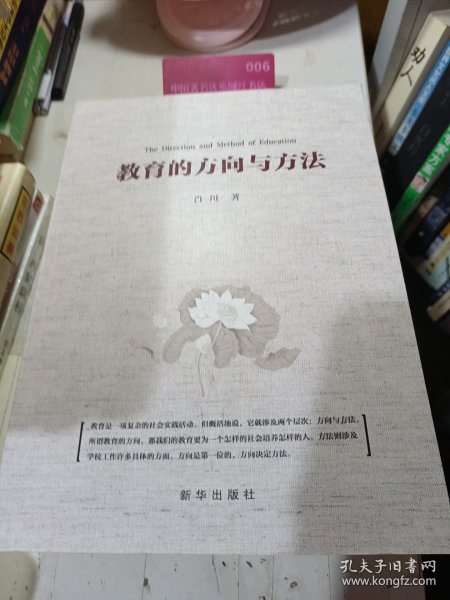 006
The Direction and Method of Education
教育的方向与方法
肖川 著
教育是一项复杂的社会实践活动。但概括地说，它就涉及两个层次：方向与方法。
所谓教育的方向，那我们的教育要为一个怎样的社会培养怎样的人。方法则涉及
学校工作许多具体的方面。方向是第一位的，方向决定方法。
新华出版社
孔夫子旧书网
www.kongfz.com